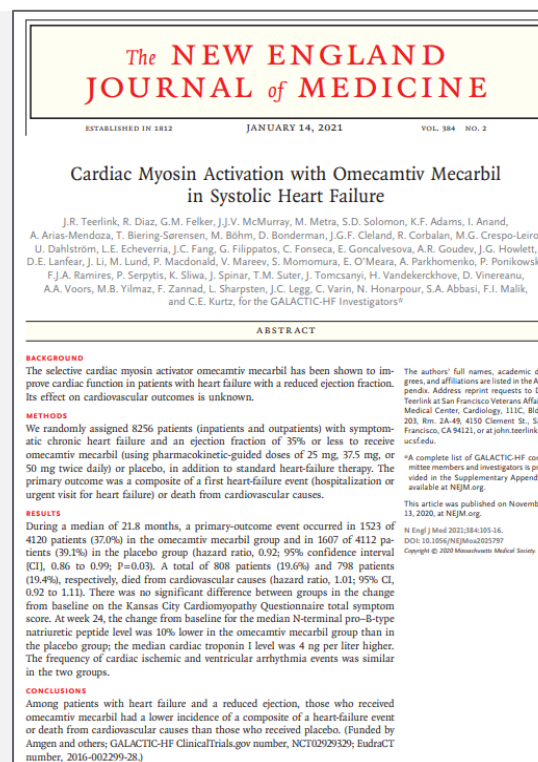 The NEW ENGLAND
JOURNAL of MEDICINE
ESTABLISHED IN 1812
JANUARY 14, 2021
VOL. 384 NO. 2
Cardiac Myosin Activation with Omecamtiv Mecarbil
in Systolic Heart Failure
J.R. Teerlink, R. Diaz, G.M. Felker, J.J.V. McMurray, M. Metra, S.D. Solomon, K.F. Adams, I. Anand,
A. Arias-Mendoza, T. Biering-Sørensen, M. Böhm, D. Bonderman, J.G.F. Cleland, R. Corbalan, M.G. Crespo-Leiro
U. Dahlström, L.E. Echeverria, J.C. Fang, G. Filippatos, C. Fonseca, E. Goncalvesova, A.R. Goudev, J.G. Howlett,
D.E. Lanfear, J. Li, M. Lund, P. Macdonald, V. Mareev, S. Momomura, E. O'Meara, A. Parkhomenko, P. Ponikowsk
F.J.A. Ramires, P. Serpytis, K. Sliwa, J. Spinar, T.M. Suter, J. Tomcsanyi, H. Vandekerckhove, D. Vinereanu,
A.A. Voors, M.B. Yilmaz, F. Zannad, L. Sharpsten, J.C. Legg, C. Varin, N. Honarpour, S.A. Abbasi, F.I. Malik,
and C.E. Kurtz, for the GALACTIC-HF Investigators*
ABSTRACT
BACKGROUND
The selective cardiac myosin activator omecamtiv mecarbil has been shown to im-
prove cardiac function in patients with heart failure with a reduced ejection fraction.
Its effect on cardiovascular outcomes is unknown.
METHODS
We randomly assigned 8256 patients (inpatients and outpatients) with symptom-
atic chronic heart failure and an ejection fraction of 35% or less to receive
omecamtiv mecarbil (using pharmacokinetic-guided doses of 25 mg, 37.5 mg, or
50 mg twice daily) or placebo, in addition to standard heart-failure therapy. The
primary outcome was a composite of a first heart-failure event (hospitalization or
urgent visit for heart failure) or death from cardiovascular causes.
RESULTS
During a median of 21.8 months, a primary-outcome event occurred in 1523 of
4120 patients (37.0%) in the omecamtiv mecarbil group and in 1607 of 4112 pa-
tients (39.1%) in the placebo group (hazard ratio, 0.92; 95% confidence interval
[CI], 0.86 to 0.99; P=0.03). A total of 808 patients (19.6%) and 798 patients
(19.4%), respectively, died from cardiovascular causes (hazard ratio, 1.01; 95% CI,
0.92 to 1.11). There was no significant difference between groups in the change
from baseline on the Kansas City Cardiomyopathy Questionnaire total symptom
score. At week 24, the change from baseline for the median N-terminal pro–B-type
natriuretic peptide level was 10% lower in the omecamtiv mecarbil group than in
the placebo group; the median cardiac troponin I level was 4 ng per liter higher.
The frequency of cardiac ischemic and ventricular arrhythmia events was similar
in the two groups.
CONCLUSIONS
Among patients with heart failure and a reduced ejection, those who received
omecamtiv mecarbil had a lower incidence of a composite of a heart-failure event
or death from cardiovascular causes than those who received placebo. (Funded by
Amgen and others; GALACTIC-HF ClinicalTrials.gov number, NCT02929329; EudraCT
number, 2016-002299-28.)
The authors' full names, academic d
grees, and affiliations are listed in the A
pendix. Address reprint requests to D
Teerlink at San Francisco Veterans Affai
Medical Center, Cardiology, 111C, Bld
203, Rm. 2A-49, 4150 Clement St., Sa
Francisco, CA 94121, or at john.teerlink
ucsf.edu.
*A complete list of GALACTIC-HF co
mittee members and investigators is p
vided in the Supplementary Append
available at NEJM.org.
This article was published on Novemb
13, 2020, at NEJM.org.
N Engl J Med 2021;384:105-16.
DOI: 10.1056/NEJMoa2025797
Copyright © 2020 Massachusetts Medical Society.